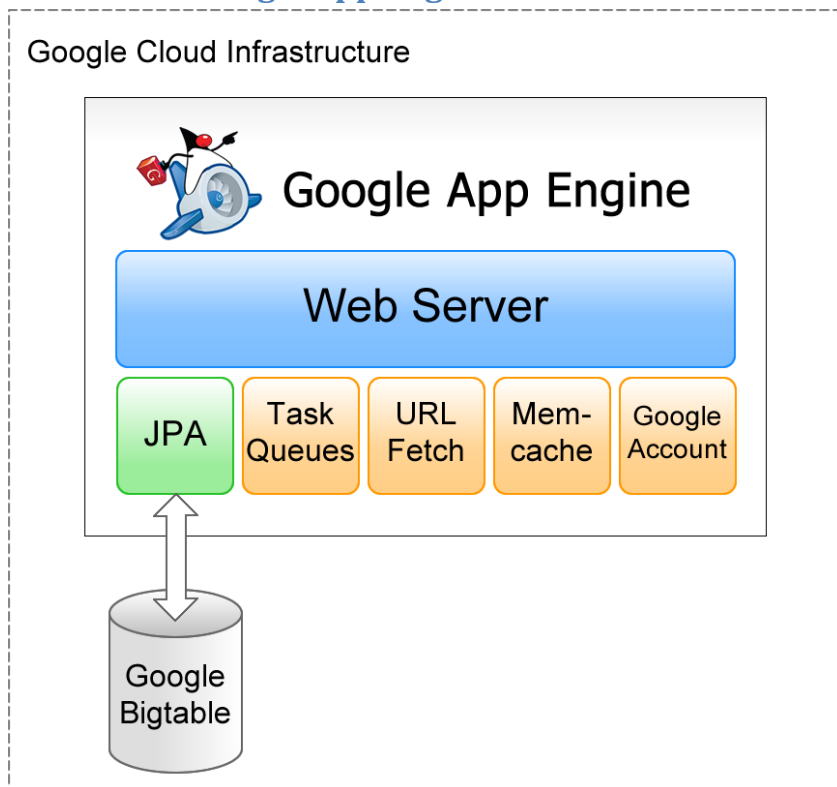 Google Cloud Infrastructure
G
Google App Engine
Web Server
JPA
Task
Queues
URL
Fetch
Mem-
cache
Google
Account
Google
Bigtable